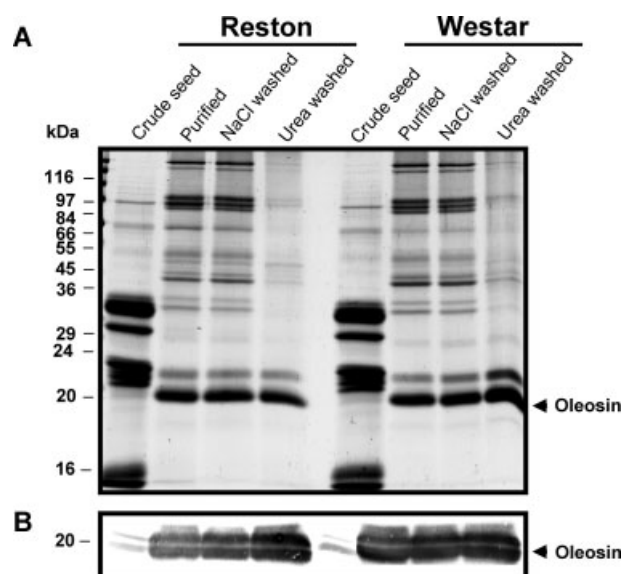 Reston Westar
A
Crude seed Purified NaCl washed Urea washed Crude seed Purified NaCl washed Urea washed
kDa
116 –
97 –
84 –
66 –
55 –
45 –
36 –
29 –
24 –
20 – ◄ Oleosin
16 –
B
20 – ◄ Oleosin